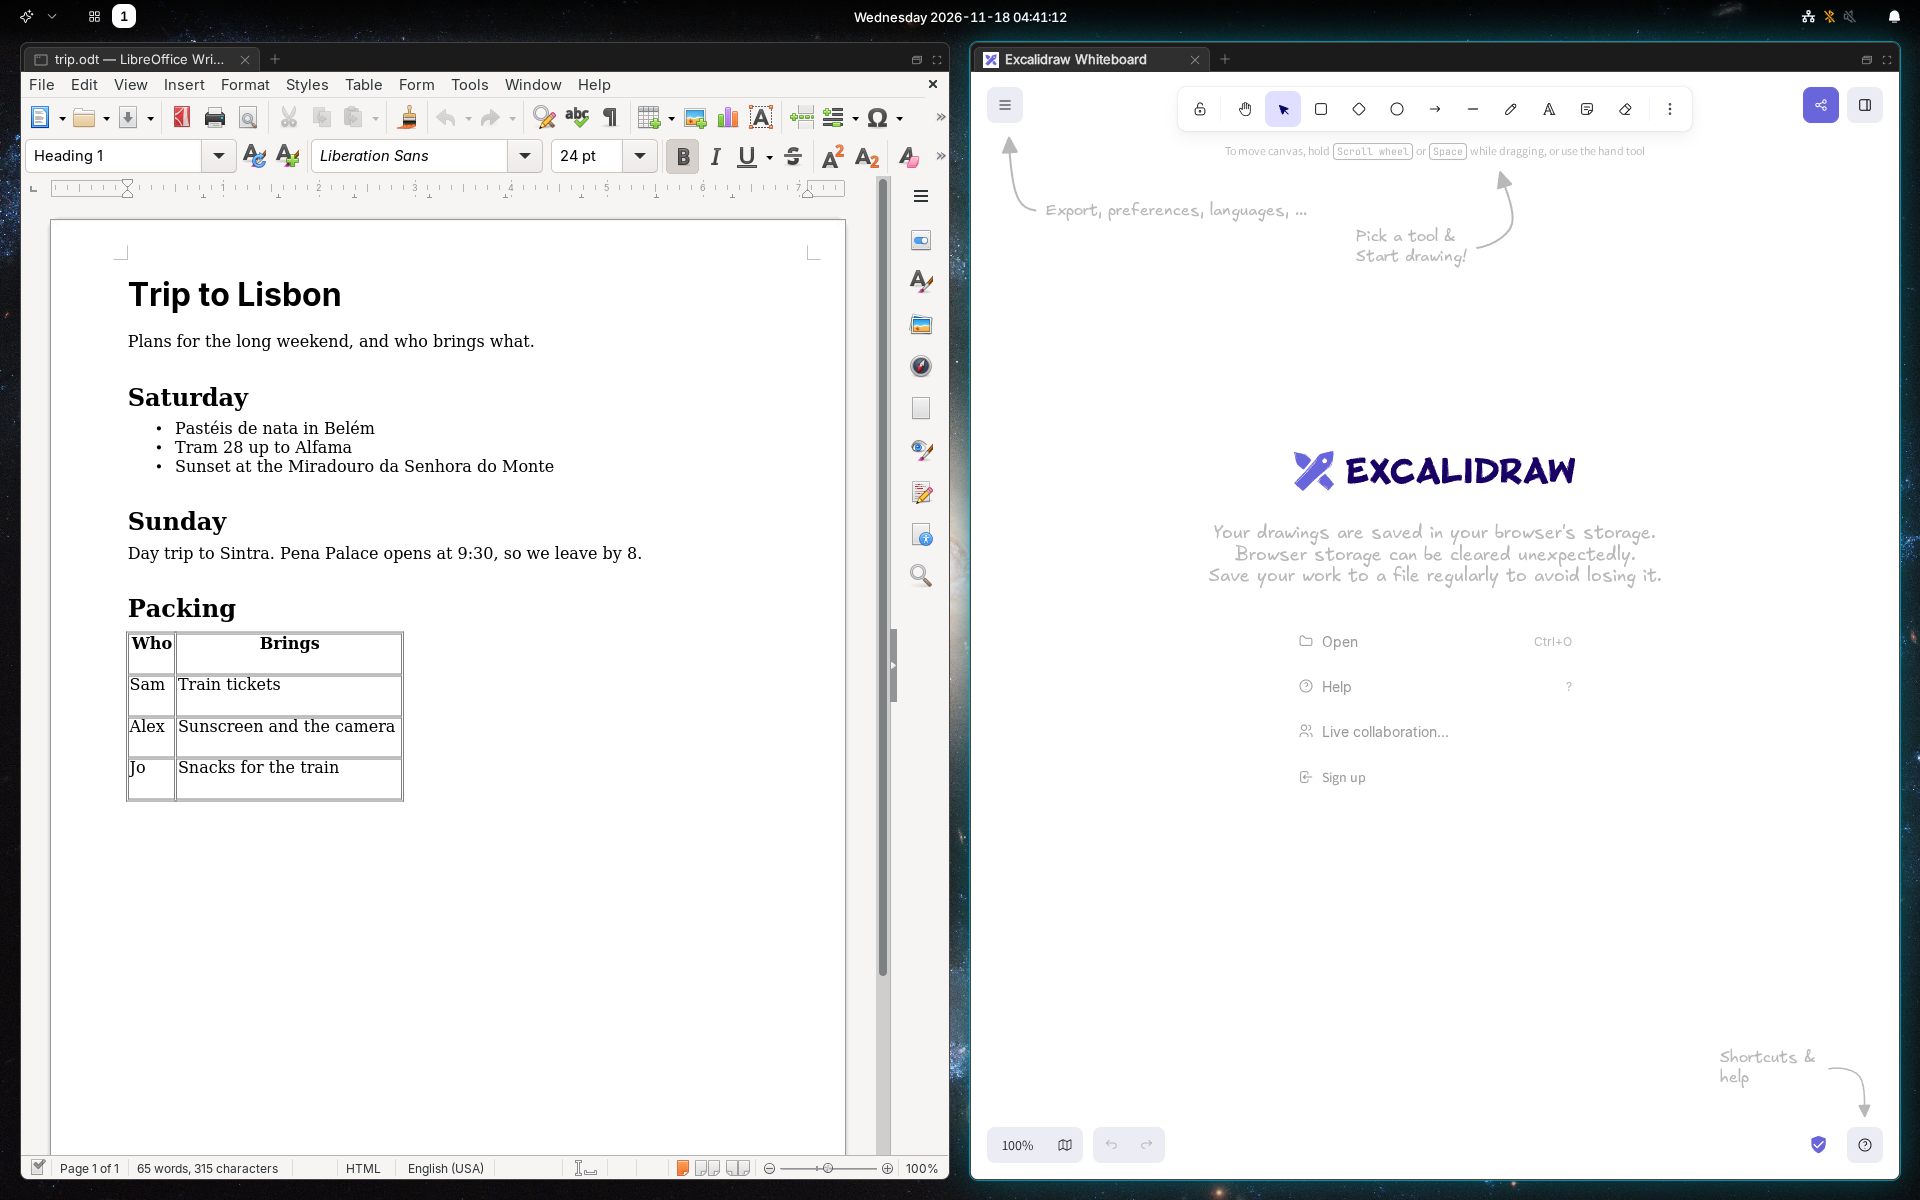 1
Wednesday 2026-11-18 04:41:12
trip.odt — LibreOffice Wri...
File Edit View Insert Format Styles Table Form Tools Window Help
Heading 1
Liberation Sans
24 pt
1 2 3 4 5 6 7
Trip to Lisbon
Plans for the long weekend, and who brings what.
Saturday
• Pastéis de nata in Belém
• Tram 28 up to Alfama
• Sunset at the Miradouro da Senhora do Monte
Sunday
Day trip to Sintra. Pena Palace opens at 9:30, so we leave by 8.
Packing
Who Brings
Sam Train tickets
Alex Sunscreen and the camera
Jo Snacks for the train
Page 1 of 1 65 words, 315 characters HTML English (USA) 100%
Excalidraw Whiteboard
To move canvas, hold Scroll wheel or Space while dragging, or use the hand tool
Export, preferences, languages, ...
Pick a tool &
Start drawing!
EXCALIDRAW
Your drawings are saved in your browser's storage.
Browser storage can be cleared unexpectedly.
Save your work to a file regularly to avoid losing it.
Open Ctrl+O
Help ?
Live collaboration...
Sign up
Shortcuts &
help
100%